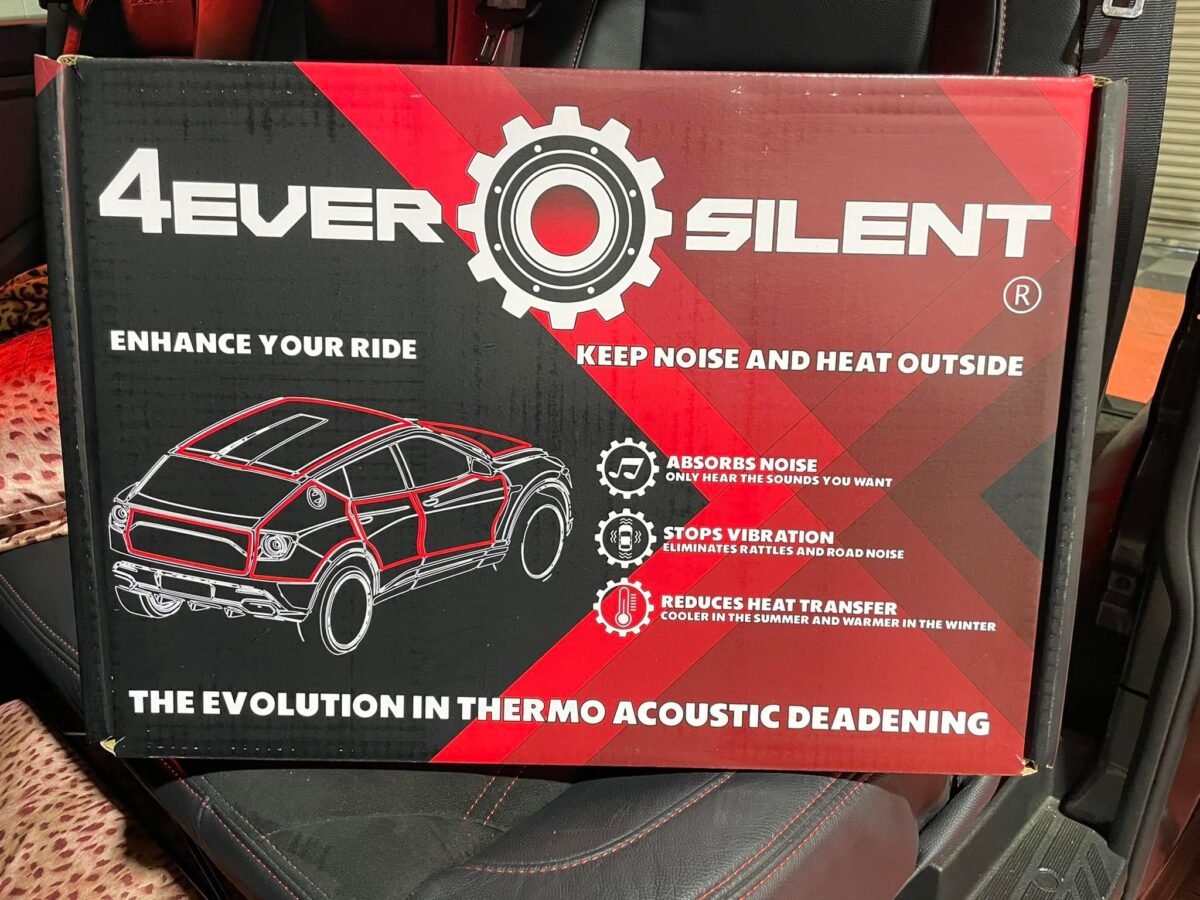 4EVER SILENT
®
ENHANCE YOUR RIDE
KEEP NOISE AND HEAT OUTSIDE
ABSORBS NOISE
ONLY HEAR THE SOUNDS YOU WANT
STOPS VIBRATION
ELIMINATES RATTLES AND ROAD NOISE
REDUCES HEAT TRANSFER
COOLER IN THE SUMMER AND WARMER IN THE WINTER
THE EVOLUTION IN THERMO ACOUSTIC DEADENING